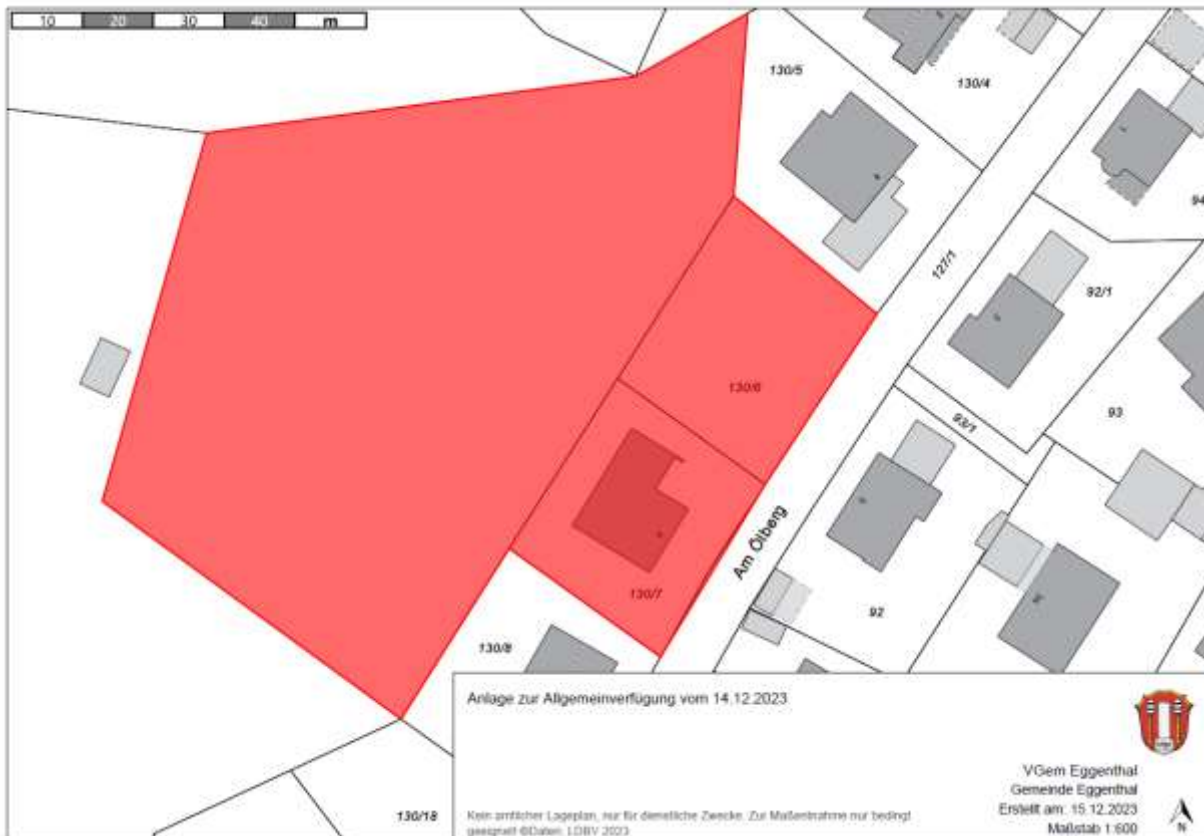 10 20 30 40 m
130/5
130/4
94
127/1
92/1
130/6
93/1
93
Am Ölberg
130/7
92
130/8
130/18
Anlage zur Allgemeinverfügung vom 14.12.2023
VGem Eggenthal
Gemeinde Eggenthal
Erstellt am: 15.12.2023
Maßstab 1:600
N
Kein amtlicher Lageplan, nur für dienstliche Zwecke. Zur Maßentnahme nur bedingt
geeignet ©Daten: LDBV 2023